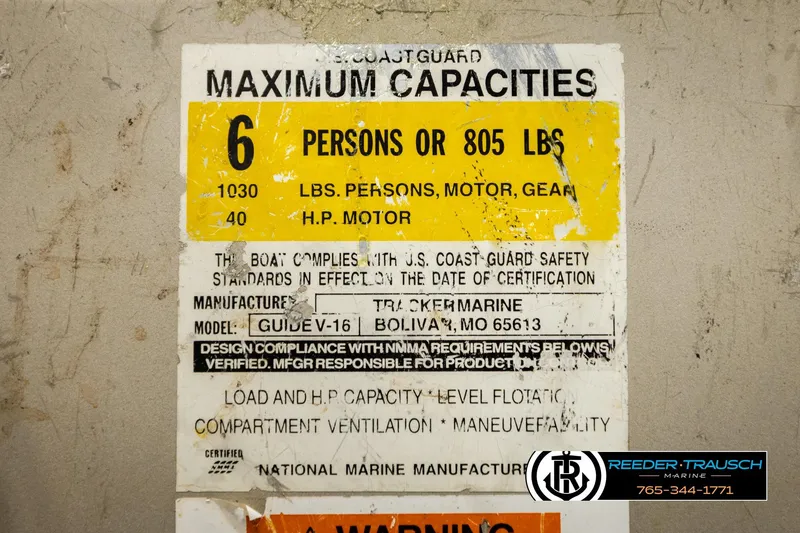 U.S. COAST GUARD
MAXIMUM CAPACITIES
6 PERSONS OR 805 LBS
1030 LBS. PERSONS, MOTOR, GEAR
40 H.P. MOTOR
THE BOAT COMPLIES WITH U.S. COAST GUARD SAFETY
STANDARDS IN EFFECT ON THE DATE OF CERTIFICATION
MANUFACTURER TRACKER MARINE
MODEL: GUIDE V-16 BOLIVAR, MO 65613
DESIGN COMPLIANCE WITH NMMA REQUIREMENTS BELOW IS
VERIFIED. MFGR RESPONSIBLE FOR PRODUCTION
LOAD AND H.P. CAPACITY * LEVEL FLOTATION
COMPARTMENT VENTILATION * MANEUVERABILITY
CERTIFIED
NMMA
NATIONAL MARINE MANUFACTURE
REEDER·TRAUSCH
MARINE
765-344-1771
WARNING